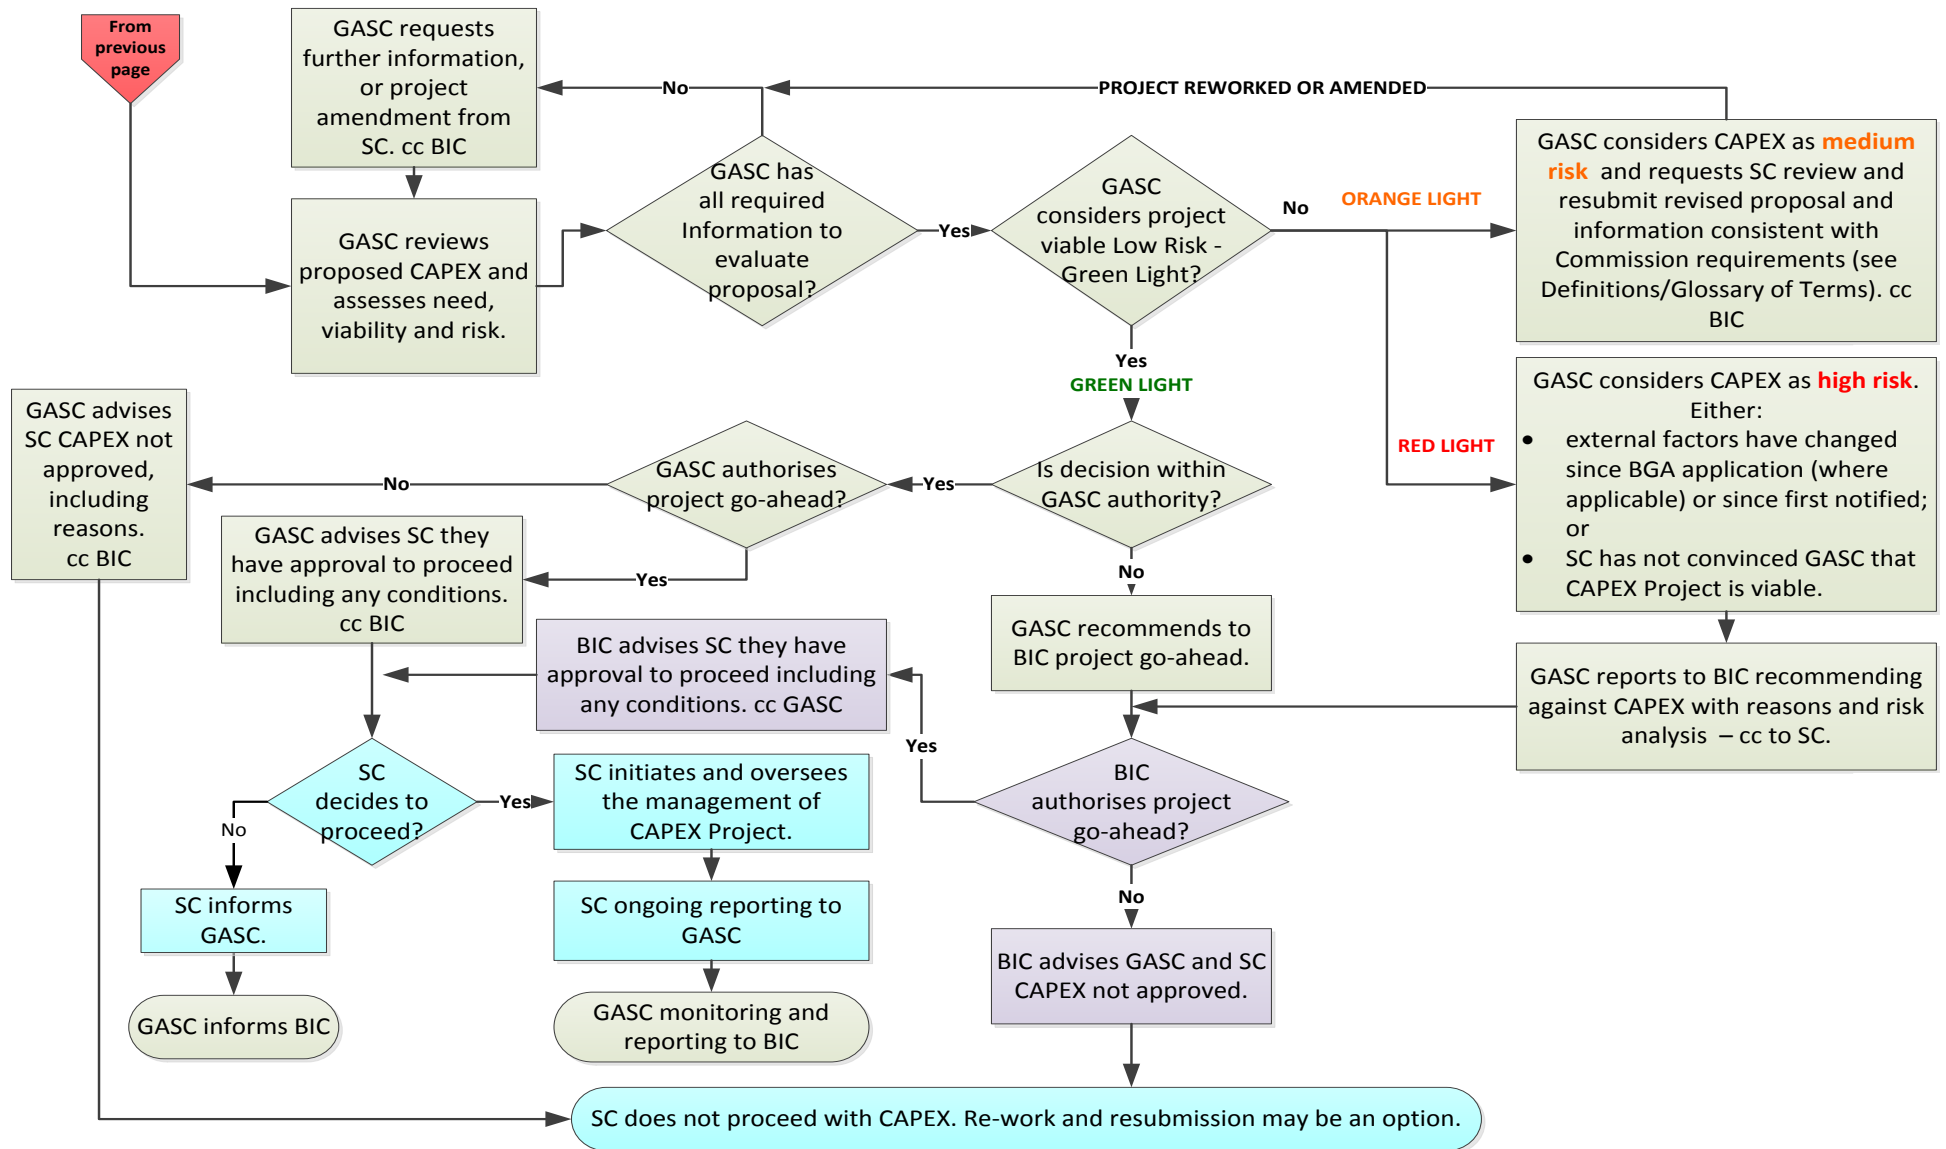 From
previous
page
GASC requests
further information,
or project
amendment from
SC. cc BIC
No
PROJECT REWORKED OR AMENDED
GASC reviews
proposed CAPEX and
assesses need,
viability and risk.
GASC has
all required
Information to
evaluate
proposal?
Yes
GASC
considers project
viable Low Risk -
Green Light?
No
ORANGE LIGHT
GASC considers CAPEX as medium
risk and requests SC review and
resubmit revised proposal and
information consistent with
Commission requirements (see
Definitions/Glossary of Terms). cc
BIC
Yes
GREEN LIGHT
RED LIGHT
GASC considers CAPEX as high risk.
Either:
• external factors have changed
since BGA application (where
applicable) or since first notified;
or
• SC has not convinced GASC that
CAPEX Project is viable.
GASC advises
SC CAPEX not
approved,
including
reasons.
cc BIC
No
GASC authorises
project go-ahead?
Yes
Is decision within
GASC authority?
GASC advises SC they
have approval to proceed
including any conditions.
cc BIC
Yes
No
BIC advises SC they have
approval to proceed including
any conditions. cc GASC
GASC recommends to
BIC project go-ahead.
GASC reports to BIC recommending
against CAPEX with reasons and risk
analysis – cc to SC.
Yes
SC
decides to
proceed?
Yes
SC initiates and oversees
the management of
CAPEX Project.
BIC
authorises project
go-ahead?
No
No
SC informs
GASC.
SC ongoing reporting to
GASC
BIC advises GASC and SC
CAPEX not approved.
GASC informs BIC
GASC monitoring and
reporting to BIC
SC does not proceed with CAPEX. Re-work and resubmission may be an option.